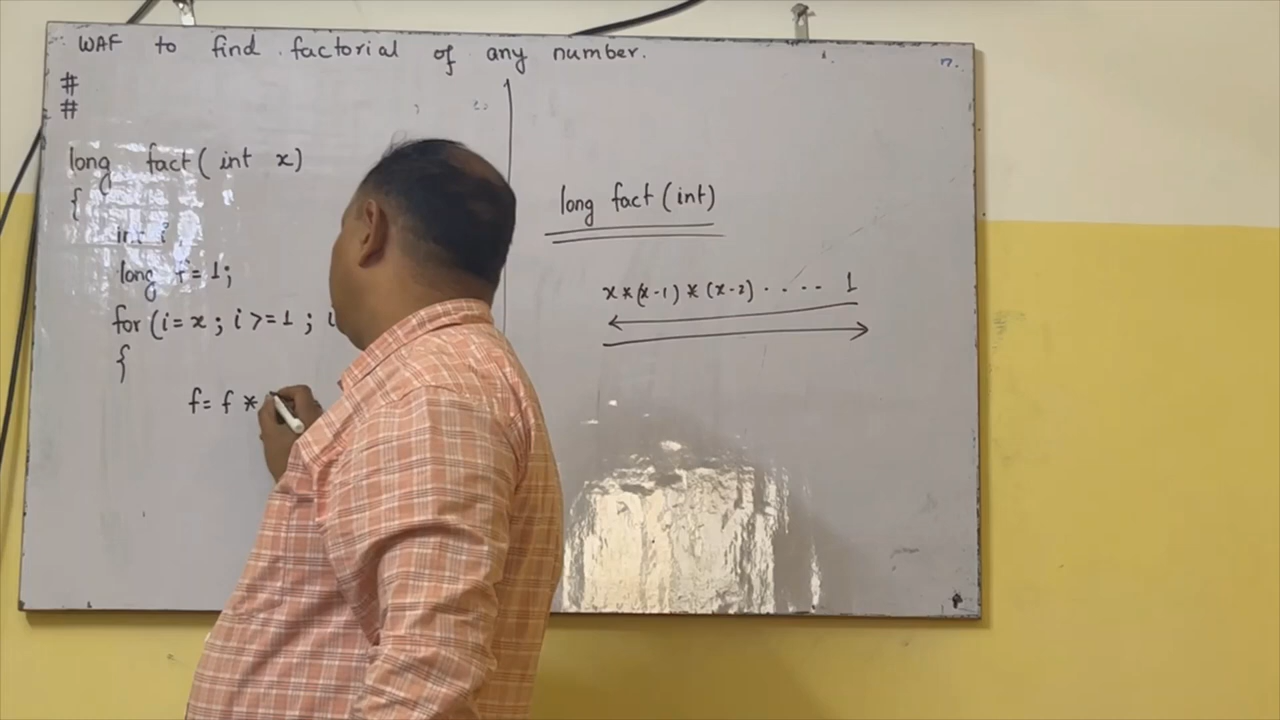 WAF to find factorial of any number.
#
#
long fact( int x)
{
int i
long f=1;
for (i=x; i>=1; i
{
f= f *
long fact (int)
x*(x-1)*(x-2) . . . . . 1